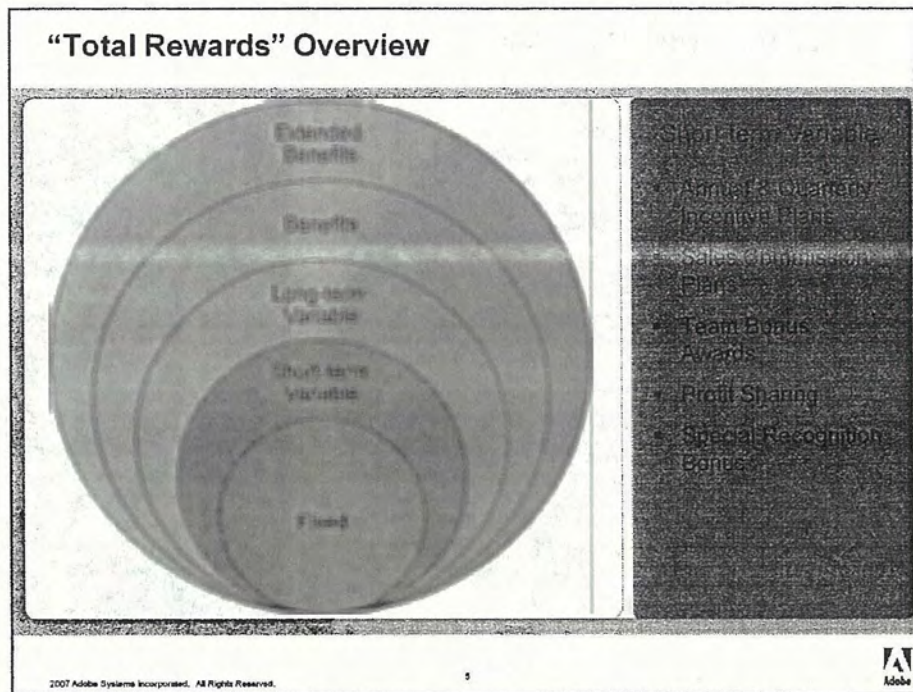 “Total Rewards” Overview
Extended
Benefits
Benefits
Long-term
Variable
Short-term
Variable
Fixed
Short-term Variable
• Annual & Quarterly
Incentive Plans
• Sales Commission
Plans
• Team Bonus
Awards
• Profit Sharing
• Special Recognition
Bonus
2007 Adobe Systems Incorporated. All Rights Reserved.
5
Adobe